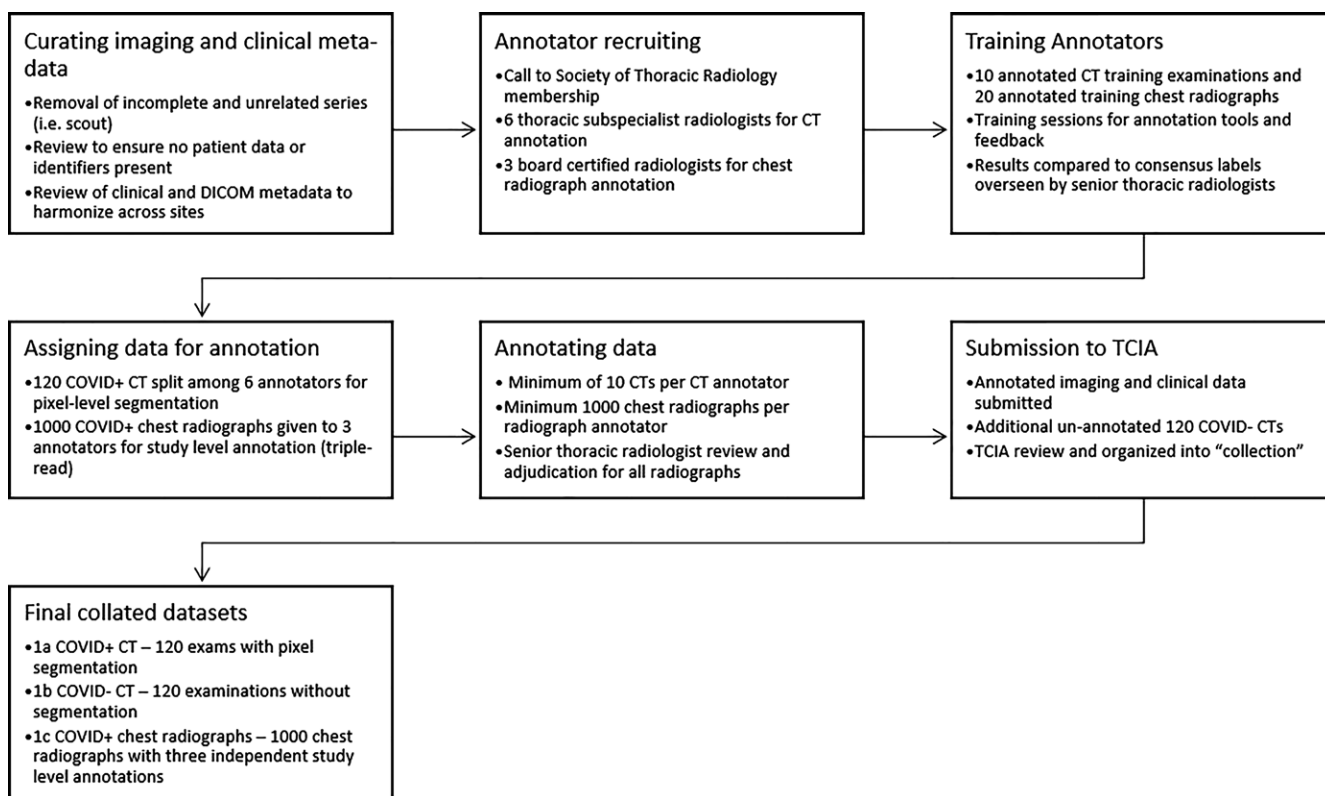 Curating imaging and clinical meta-
data
•Removal of incomplete and unrelated series
(i.e. scout)
•Review to ensure no patient data or
identifiers present
•Review of clinical and DICOM metadata to
harmonize across sites
Annotator recruiting
•Call to Society of Thoracic Radiology
membership
•6 thoracic subspecialist radiologists for CT
annotation
•3 board certified radiologists for chest
radiograph annotation
Training Annotators
•10 annotated CT training examinations and
20 annotated training chest radiographs
•Training sessions for annotation tools and
feedback
•Results compared to consensus labels
overseen by senior thoracic radiologists
Assigning data for annotation
•120 COVID+ CT split among 6 annotators for
pixel-level segmentation
•1000 COVID+ chest radiographs given to 3
annotators for study level annotation (triple-
read)
Annotating data
• Minimum of 10 CTs per CT annotator
•Minimum 1000 chest radiographs per
radiograph annotator
•Senior thoracic radiologist review and
adjudication for all radiographs
Submission to TCIA
•Annotated imaging and clinical data
submitted
•Additional un-annotated 120 COVID- CTs
•TCIA review and organized into “collection”
Final collated datasets
•1a COVID+ CT – 120 exams with pixel
segmentation
•1b COVID- CT – 120 examinations without
segmentation
•1c COVID+ chest radiographs – 1000 chest
radiographs with three independent study
level annotations